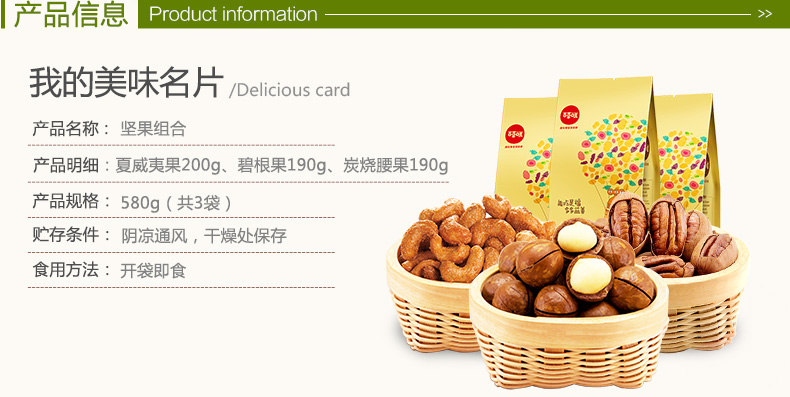 产品信息 Product information >>
我的美味名片 /Delicious card
产品名称： 坚果组合
产品明细：夏威夷果200g、碧根果190g、炭烧腰果190g
产品规格： 580g（共3袋）
贮存条件： 阴凉通风，干燥处保存
食用方法： 开袋即食
百草味